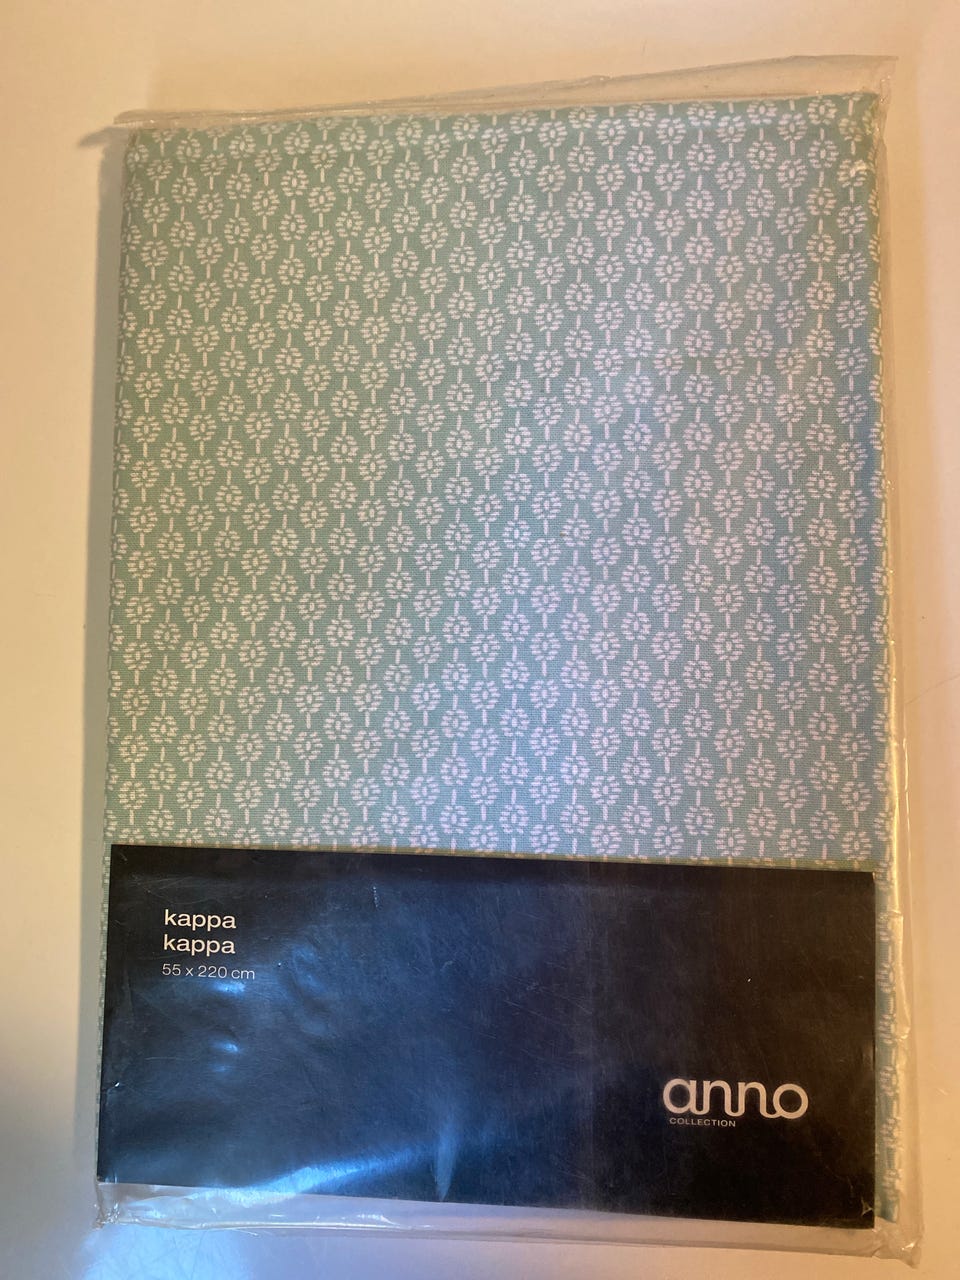 kappa
kappa
55 x 220 cm
anno
COLLECTION